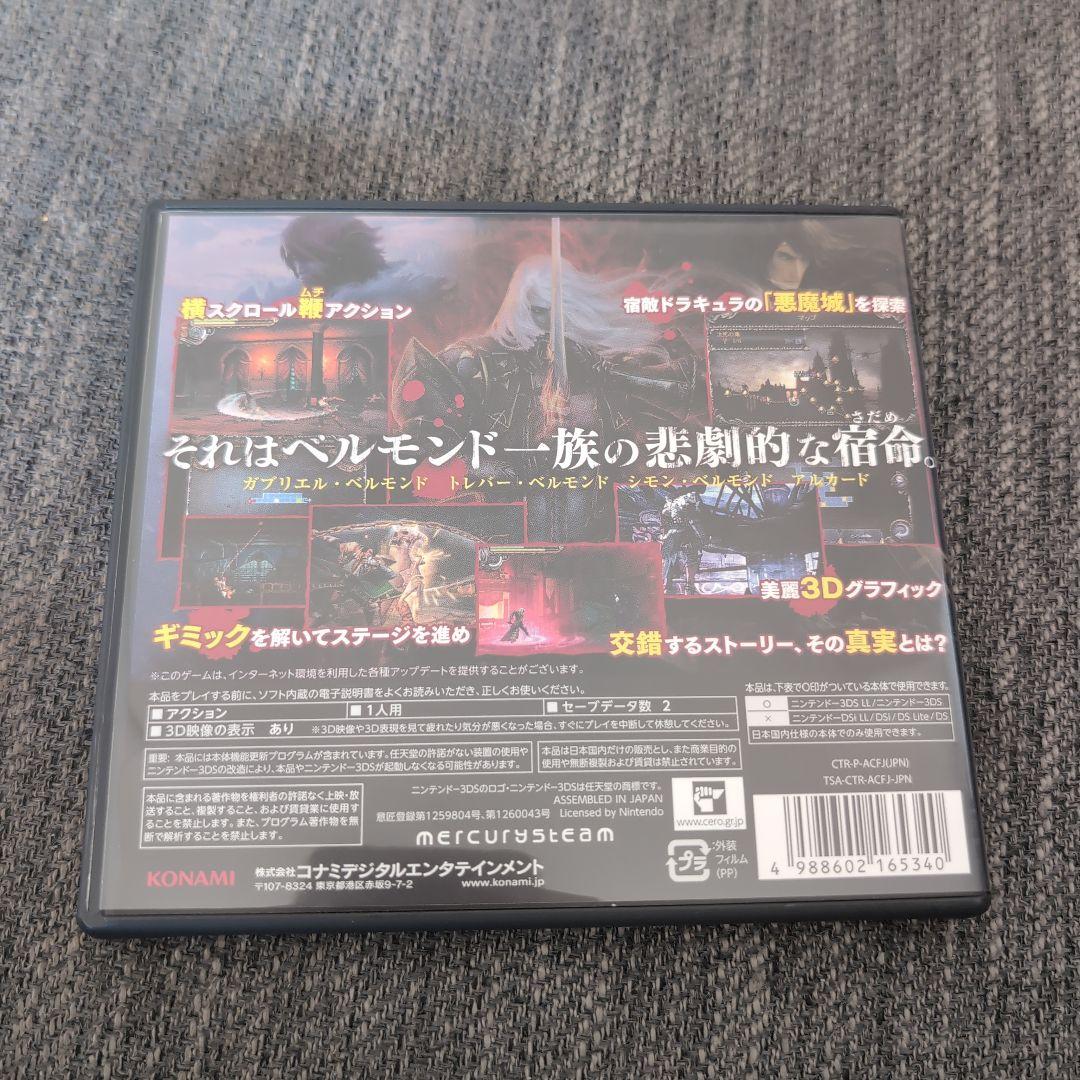 ムチ
横スクロール鞭アクション
宿敵ドラキュラの「悪魔城」を探索
マップ
さだめ
それはベルモンド一族の悲劇的な宿命。
ガブリエル・ベルモンド トレバー・ベルモンド シモン・ベルモンド アルカード
美麗3Dグラフィック
ギミックを解いてステージを進め
交錯するストーリー、その真実とは?
※このゲームは、インターネット環境を利用した各種アップデートを提供することがございます。
本品をプレイする前に、ソフト内蔵の電子説明書をよくお読みいただき、正しくお使いください。
■アクション ■1人用 ■セーブデータ数 2
■3D映像の表示 あり ※3D映像や3D表現を見て疲れたり気分が悪くなった場合、すぐにプレイを中断して休憩してください。
本品は、下表で○印がついている本体で使用できます。
○ ニンテンドー3DS LL/ニンテンドー3DS
× ニンテンドーDSi LL/DSi/DS Lite/DS
日本国内仕様の本体でのみ使用できます。
重要: 本品には本体機能更新プログラムが含まれています。任天堂の許諾がない装置の使用や
ニンテンドー3DSの改造により、本品やニンテンドー3DSが起動しなくなる可能性があります。
本品は日本国内だけの販売とし、また商業目的の
使用や無断複製および賃貸は禁止されています。
CTR-P-ACFJ(JPN)
TSA-CTR-ACFJ-JPN
本品に含まれる著作物を権利者の許諾なく上映・放
送すること、複製すること、および賃貸業に使用す
ることを禁止します。また、プログラム著作物を無
断で解析することを禁止します。
ニンテンドー3DSのロゴ・ニンテンドー3DSは任天堂の商標です。
ASSEMBLED IN JAPAN
意匠登録第1259804号、第1260043号 Licensed by Nintendo
mercurysteam
www.cero.gr.jp
プラ
:外装
フィルム
(PP)
4 988602 165340
KONAMI
株式会社コナミデジタルエンタテインメント
〒107-8324 東京都港区赤坂9-7-2 www.konami.jp